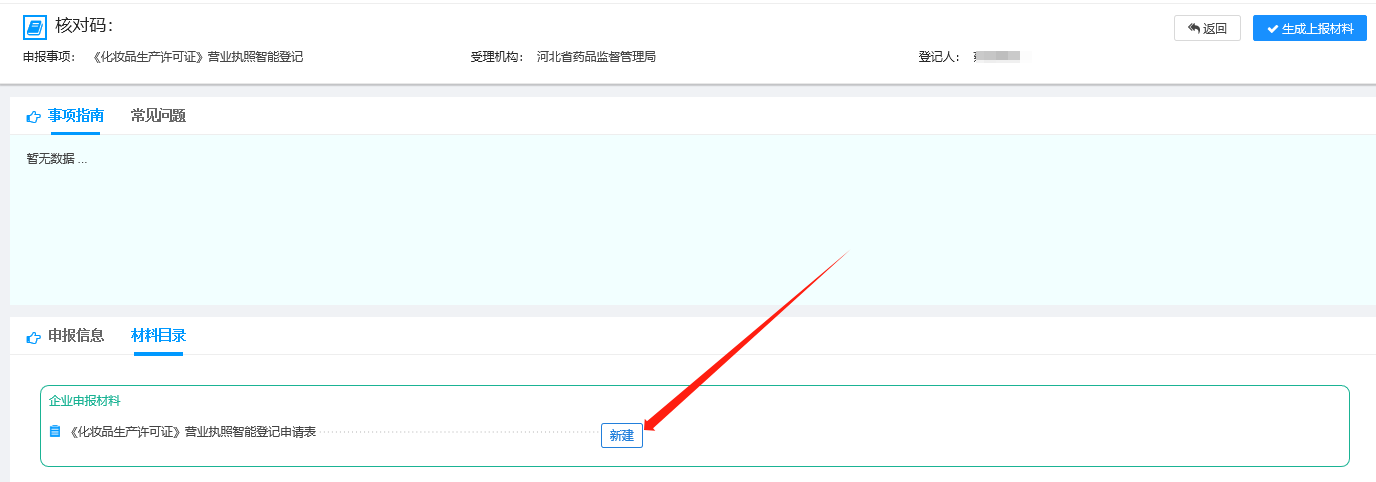 核对码：
返回
生成上报材料
申报事项： 《化妆品生产许可证》营业执照智能登记 受理机构： 河北省药品监督管理局 登记人：
事项指南 常见问题
暂无数据 ...
申报信息 材料目录
企业申报材料
《化妆品生产许可证》营业执照智能登记申请表 新建